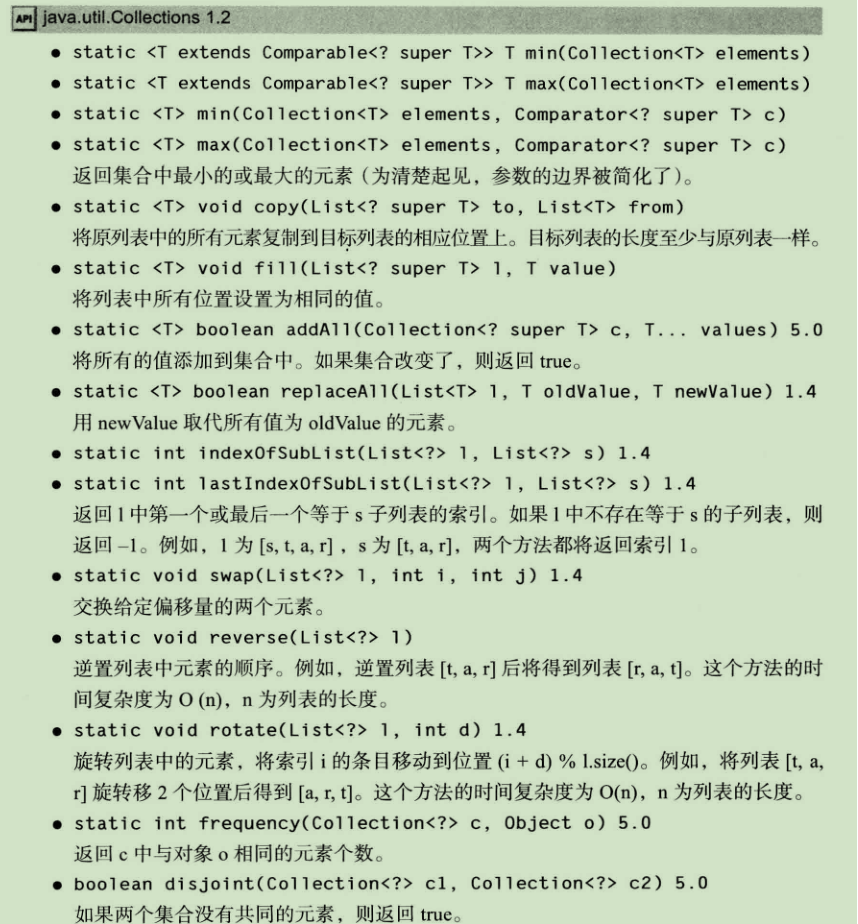 API java.util.Collections 1.2
• static <T extends Comparable<? super T>> T min(Collection<T> elements)
• static <T extends Comparable<? super T>> T max(Collection<T> elements)
• static <T> min(Collection<T> elements, Comparator<? super T> c)
• static <T> max(Collection<T> elements, Comparator<? super T> c)
返回集合中最小的或最大的元素（为清楚起见，参数的边界被简化了）。
• static <T> void copy(List<? super T> to, List<T> from)
将原列表中的所有元素复制到目标列表的相应位置上。目标列表的长度至少与原列表一样。
• static <T> void fill(List<? super T> l, T value)
将列表中所有位置设置为相同的值。
• static <T> boolean addAll(Collection<? super T> c, T... values) 5.0
将所有的值添加到集合中。如果集合改变了，则返回 true。
• static <T> boolean replaceAll(List<T> l, T oldValue, T newValue) 1.4
用 newValue 取代所有值为 oldValue 的元素。
• static int indexOfSubList(List<?> l, List<?> s) 1.4
• static int lastIndexOfSubList(List<?> l, List<?> s) 1.4
返回 l 中第一个或最后一个等于 s 子列表的索引。如果 l 中不存在等于 s 的子列表，则
返回 –1。例如，l 为 [s, t, a, r] , s 为 [t, a, r]，两个方法都将返回索引 1。
• static void swap(List<?> l, int i, int j) 1.4
交换给定偏移量的两个元素。
• static void reverse(List<?> l)
逆置列表中元素的顺序。例如，逆置列表 [t, a, r] 后将得到列表 [r, a, t]。这个方法的时
间复杂度为 O (n)，n 为列表的长度。
• static void rotate(List<?> l, int d) 1.4
旋转列表中的元素，将索引 i 的条目移动到位置 (i + d) % l.size()。例如，将列表 [t, a,
r] 旋转移 2 个位置后得到 [a, r, t]。这个方法的时间复杂度为 O(n)，n 为列表的长度。
• static int frequency(Collection<?> c, Object o) 5.0
返回 c 中与对象 o 相同的元素个数。
• boolean disjoint(Collection<?> c1, Collection<?> c2) 5.0
如果两个集合没有共同的元素，则返回 true。